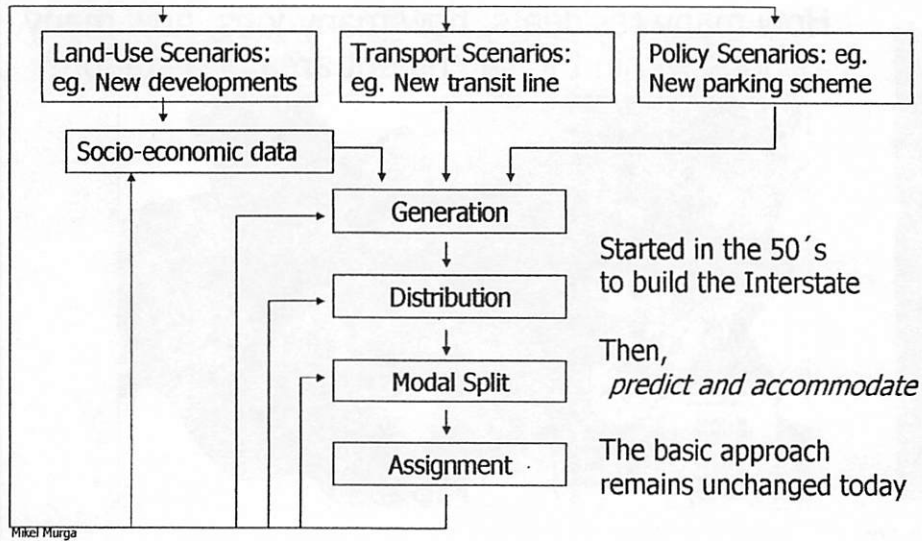 Land-Use Scenarios:
eg. New developments
Transport Scenarios:
eg. New transit line
Policy Scenarios: eg.
New parking scheme
Socio-economic data
Generation
Started in the 50´s
to build the Interstate
Distribution
Then,
predict and accommodate
Modal Split
The basic approach
remains unchanged today
Assignment
Mikel Murga